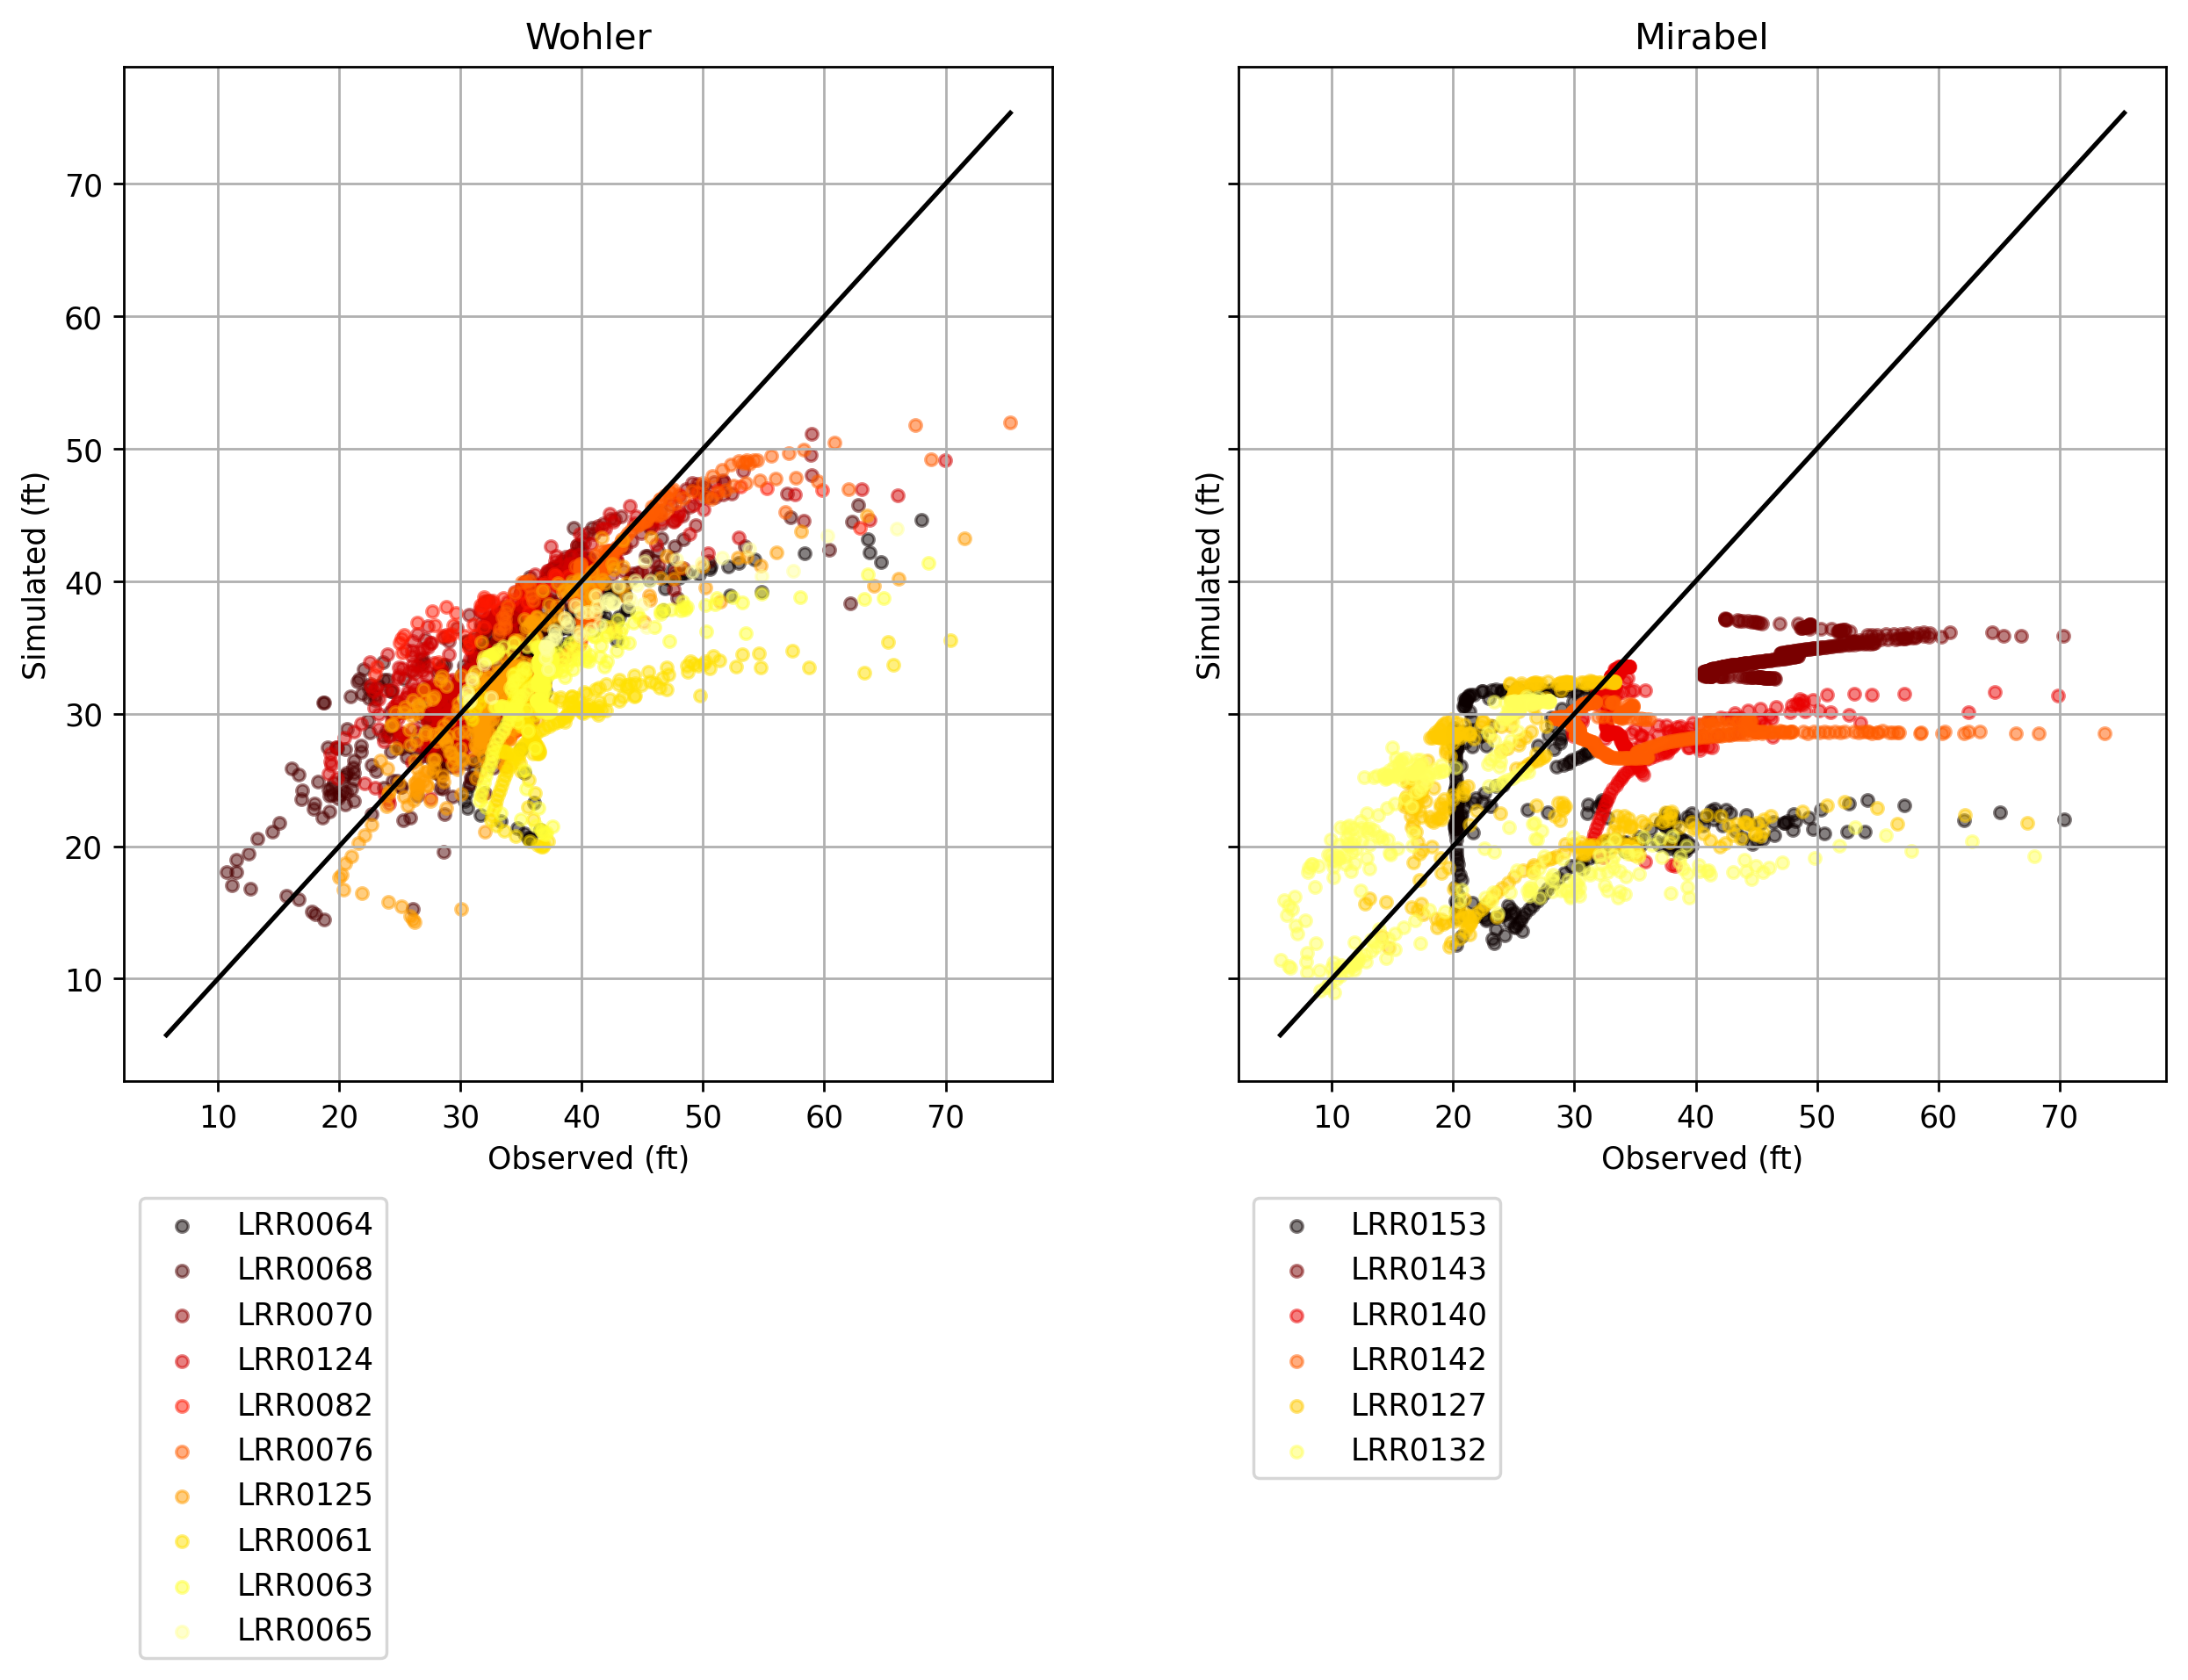 Wohler
Simulated (ft)
70
60
50
40
30
20
10
10 20 30 40 50 60 70
Observed (ft)
LRR0064
LRR0068
LRR0070
LRR0124
LRR0082
LRR0076
LRR0125
LRR0061
LRR0063
LRR0065
Mirabel
Simulated (ft)
10 20 30 40 50 60 70
Observed (ft)
LRR0153
LRR0143
LRR0140
LRR0142
LRR0127
LRR0132